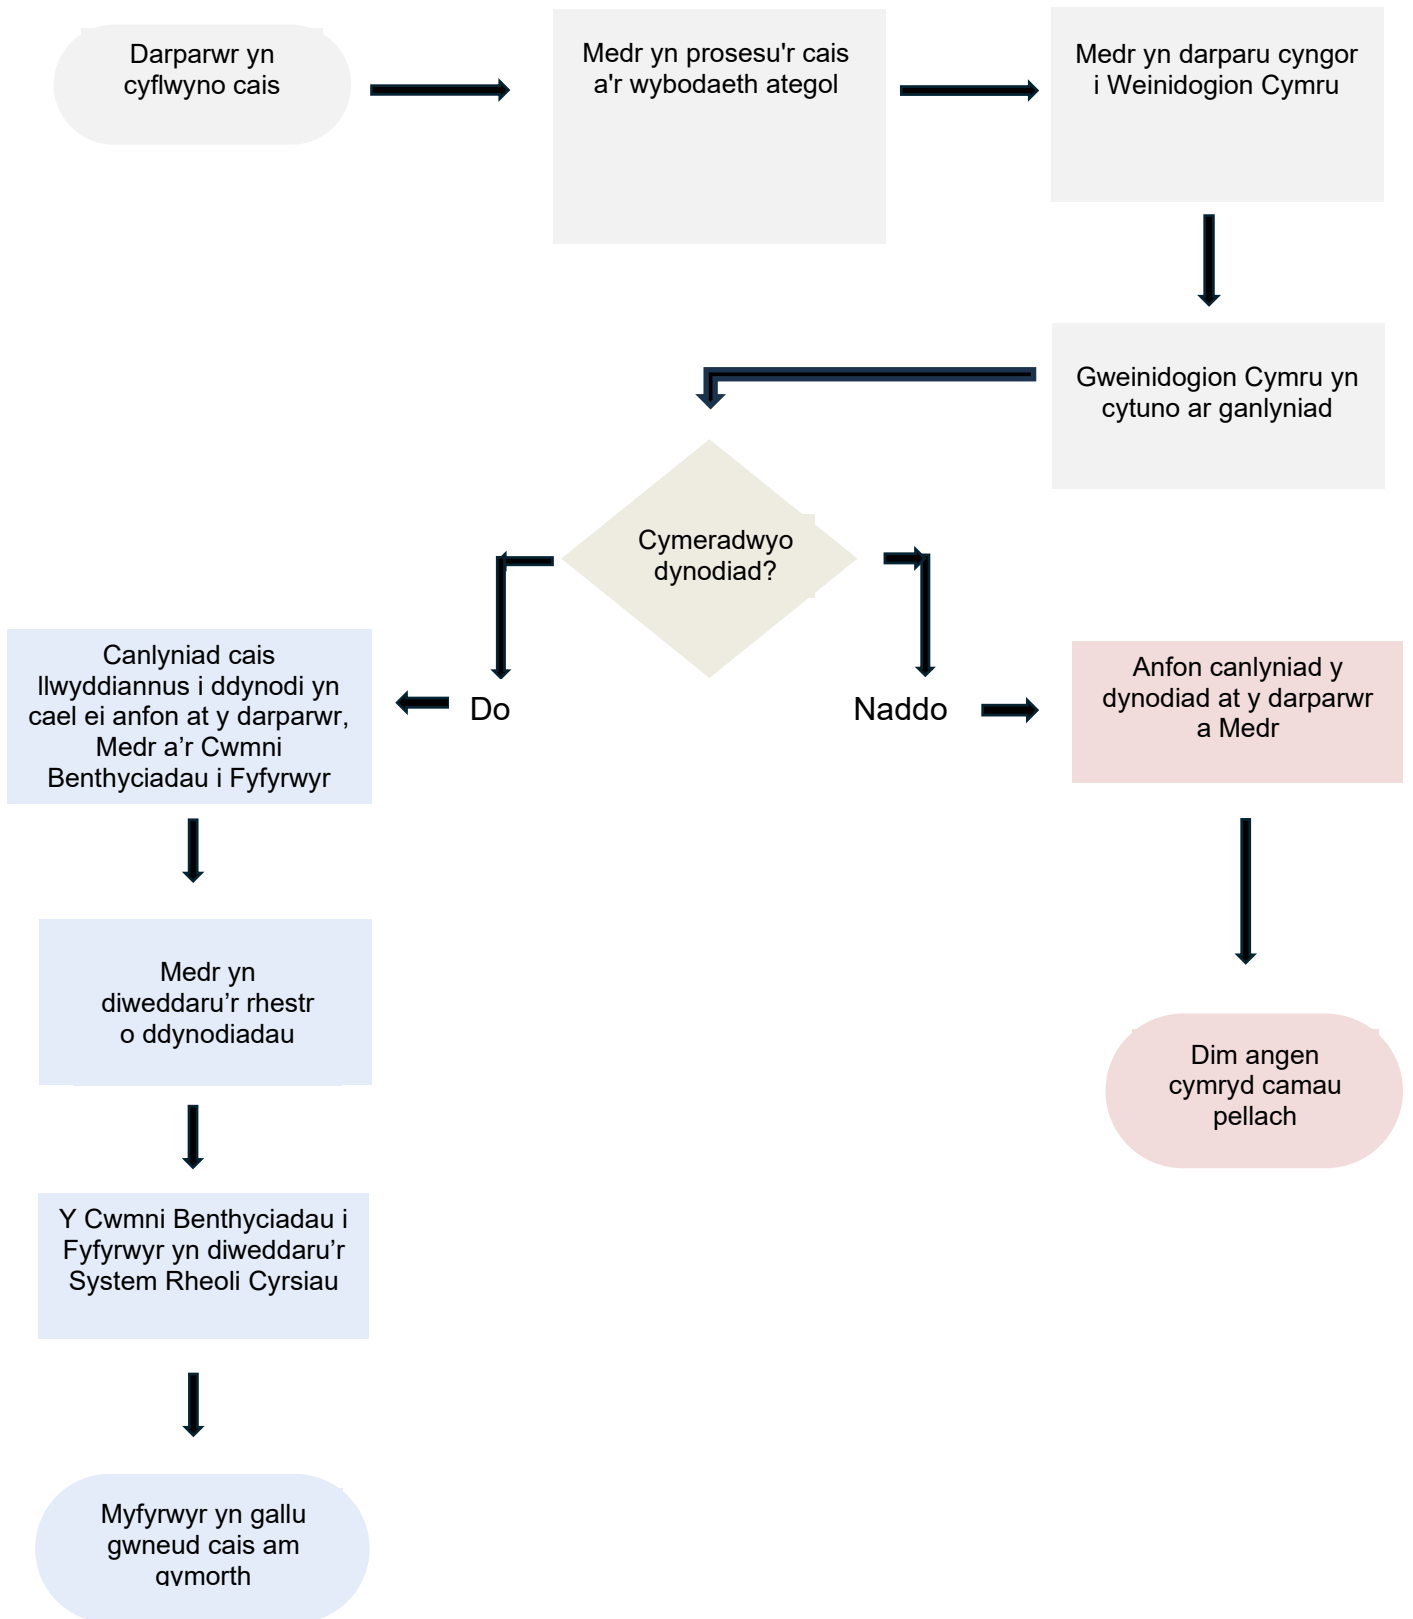 Darparwr yn
cyflwyno cais
Medr yn prosesu'r cais
a'r wybodaeth ategol
Medr yn darparu cyngor
i Weinidogion Cymru
Gweinidogion Cymru yn
cytuno ar ganlyniad
Cymeradwyo
dynodiad?
Do
Naddo
Canlyniad cais
llwyddiannus i ddynodi yn
cael ei anfon at y darparwr,
Medr a’r Cwmni
Benthyciadau i Fyfyrwyr
Anfon canlyniad y
dynodiad at y darparwr
a Medr
Medr yn
diweddaru’r rhestr
o ddynodiadau
Dim angen
cymryd camau
pellach
Y Cwmni Benthyciadau i
Fyfyrwyr yn diweddaru’r
System Rheoli Cyrsiau
Myfyrwyr yn gallu
gwneud cais am
gymorth